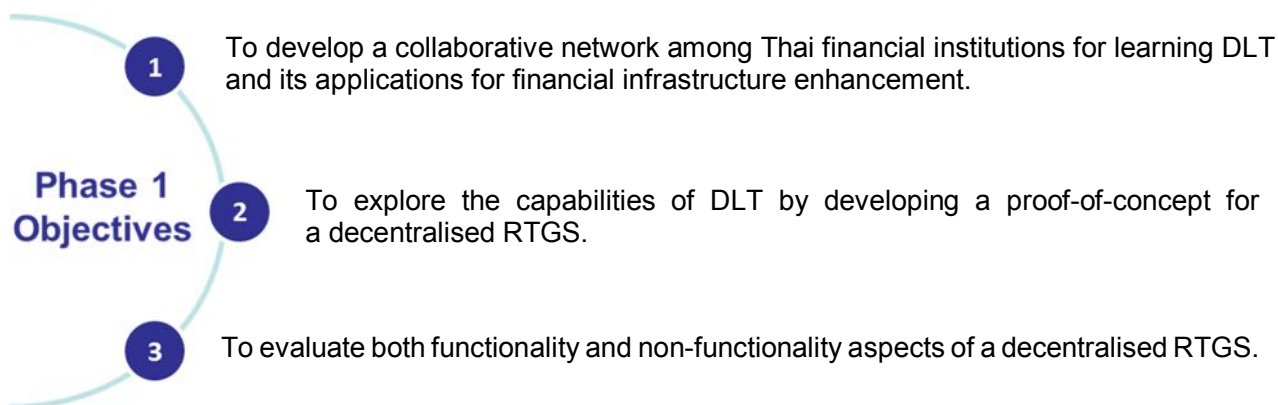 Phase 1
Objectives
1
To develop a collaborative network among Thai financial institutions for learning DLT
and its applications for financial infrastructure enhancement.
2
To explore the capabilities of DLT by developing a proof-of-concept for
a decentralised RTGS.
3
To evaluate both functionality and non-functionality aspects of a decentralised RTGS.